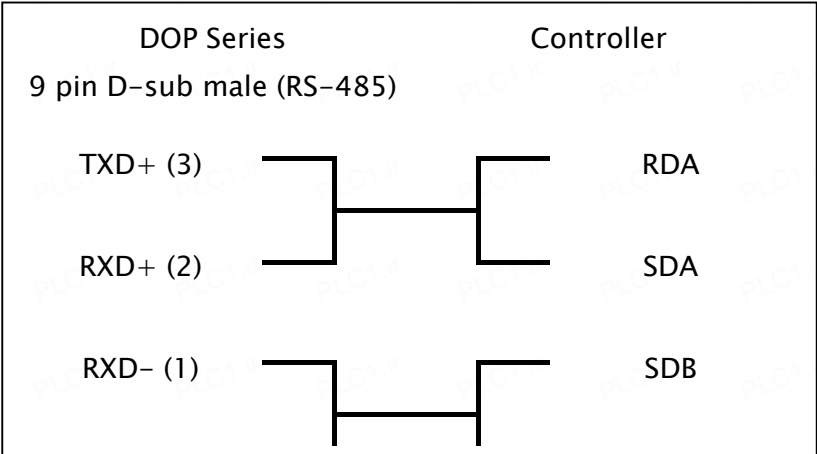 DOP Series Controller
9 pin D-sub male (RS-485)
TXD+ (3) RDA
RXD+ (2) SDA
RXD- (1) SDB